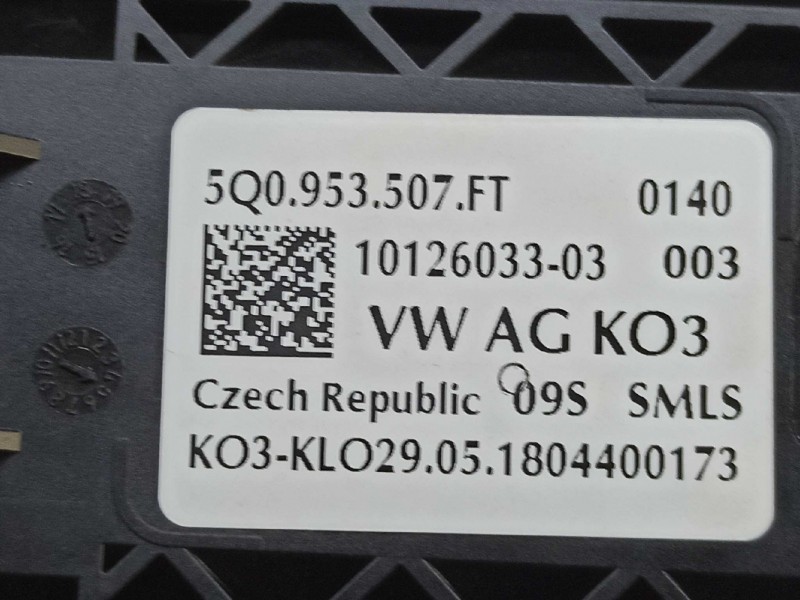 5Q0.953.507.FT 0140
10126033-03 003
VW AG KO3
Czech Republic 09S SMLS
KO3-KLO29.05.1804400173